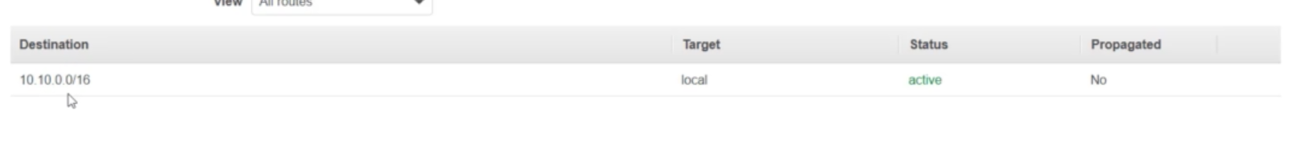 View All routes
Destination Target Status Propagated
10.10.0.0/16 local active No